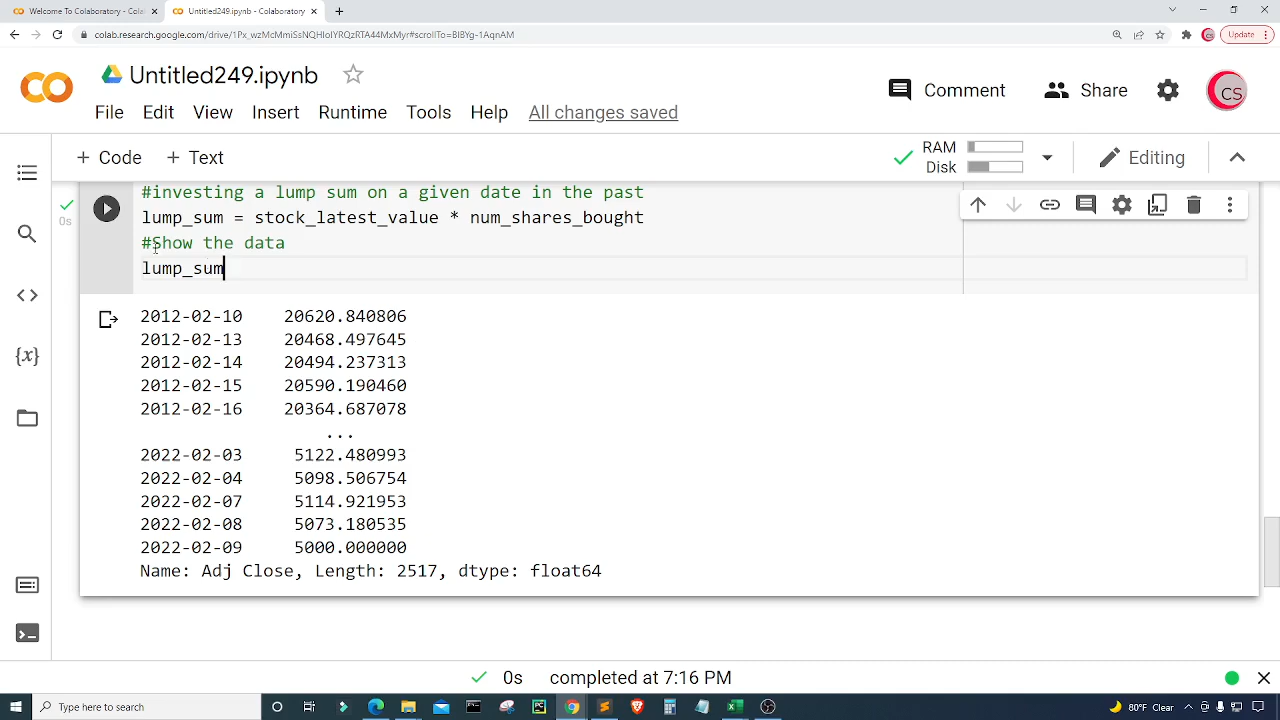 Welcome To Colaboratory - Colal
Untitled249.ipynb - Colaboratory
colab.research.google.com/drive/1Px_wzMcMmiSsNQHIoIYRQzRTA44MxMyr#scrollTo=BI8Yg-1AqnAM
Update
Untitled249.ipynb
File Edit View Insert Runtime Tools Help All changes saved
Comment
Share
CS
+ Code + Text
RAM
Disk
Editing
#investing a lump sum on a given date in the past
lump_sum = stock_latest_value * num_shares_bought
#Show the data
lump_sum
0s
{x}
2012-02-10 20620.840806
2012-02-13 20468.497645
2012-02-14 20494.237313
2012-02-15 20590.190460
2012-02-16 20364.687078
...
2022-02-03 5122.480993
2022-02-04 5098.506754
2022-02-07 5114.921953
2022-02-08 5073.180535
2022-02-09 5000.000000
Name: Adj Close, Length: 2517, dtype: float64
0s completed at 7:16 PM
Type here to search
80°F Clear